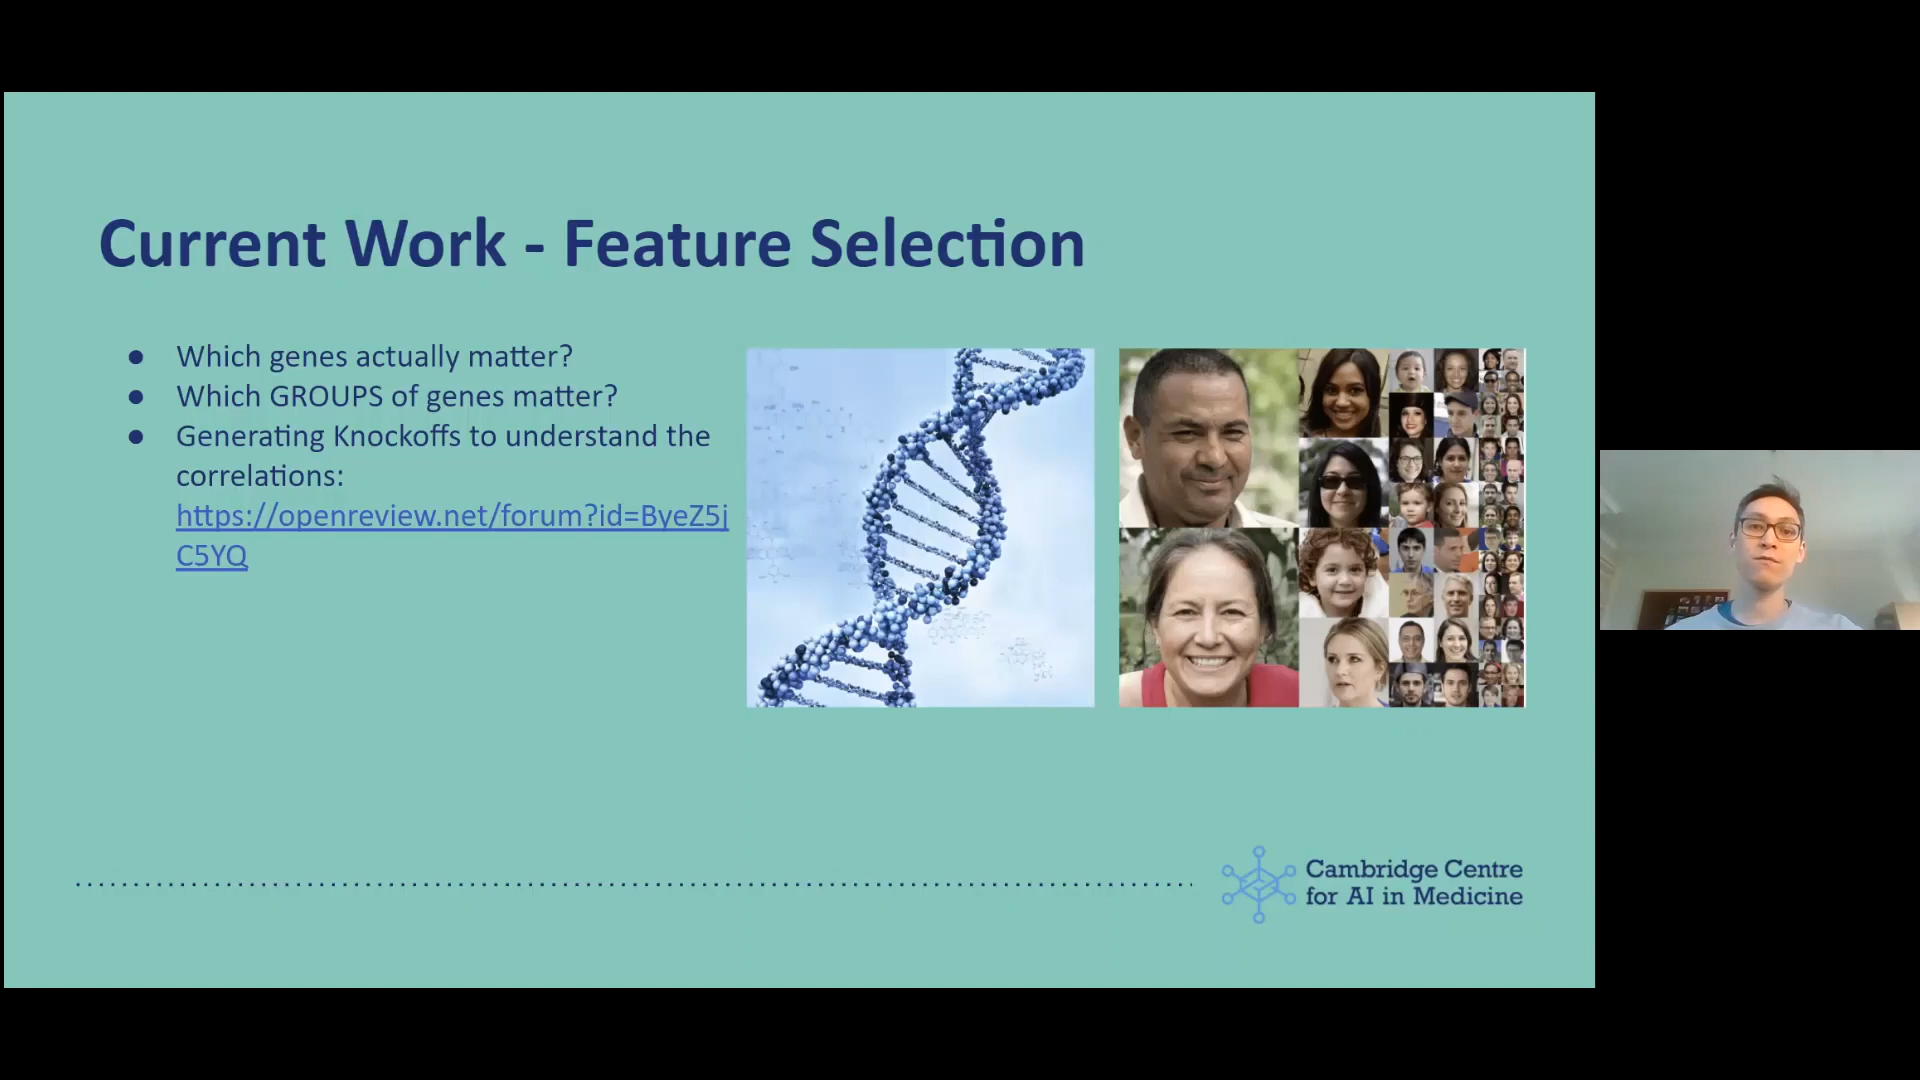 Current Work - Feature Selection
● Which genes actually matter?
● Which GROUPS of genes matter?
● Generating Knockoffs to understand the
correlations:
https://openreview.net/forum?id=ByeZ5j
C5YQ
Cambridge Centre
for AI in Medicine